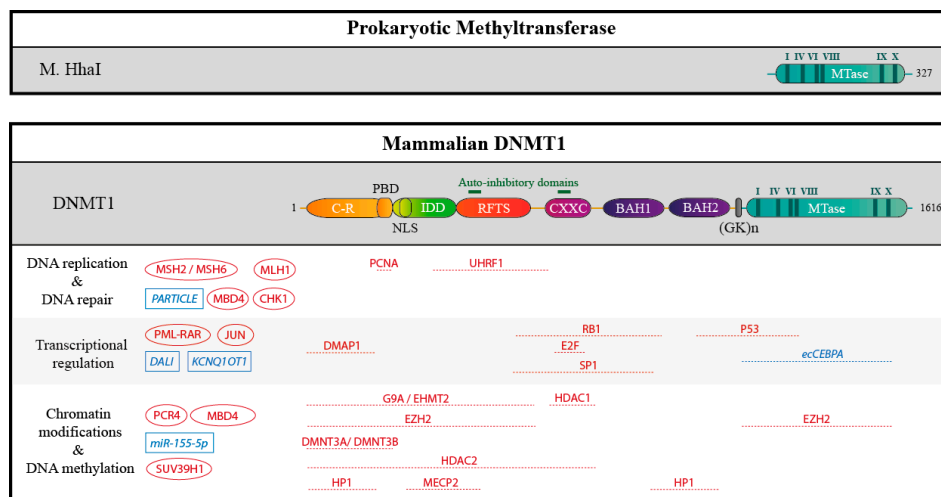 Prokaryotic Methyltransferase
I IV VI VIII IX X
M. HhaI MTase 327
Mammalian DNMT1
Auto-inhibitory domains
PBD I IV VI VIII IX X
DNMT1 1 C-R IDD RFTS CXXC BAH1 BAH2 MTase 1616
NLS (GK)n
DNA replication
&
DNA repair
MSH2 / MSH6 MLH1 PCNA UHRF1
PARTICLE MBD4 CHK1
Transcriptional
regulation
PML-RAR JUN RB1 P53
DMAP1 E2F ecCEBPA
DALI KCNQ1OT1 SP1
Chromatin
modifications
&
DNA methylation
G9A / EHMT2 HDAC1
PCR4 MBD4 EZH2 EZH2
miR-155-5p DMNT3A/ DMNT3B
SUV39H1 HDAC2
HP1 MECP2 HP1